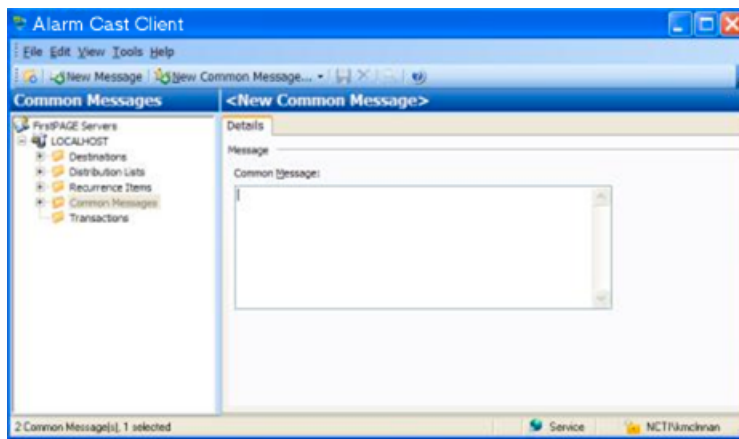 Alarm Cast Client
File Edit View Tools Help
New Message New Common Message...
Common Messages
<New Common Message>
FirstPAGE Servers
LOCALHOST
Destinations
Distribution Lists
Recurrence Items
Common Messages
Transactions
Details
Message
Common Message:
2 Common Message(s), 1 selected
Service